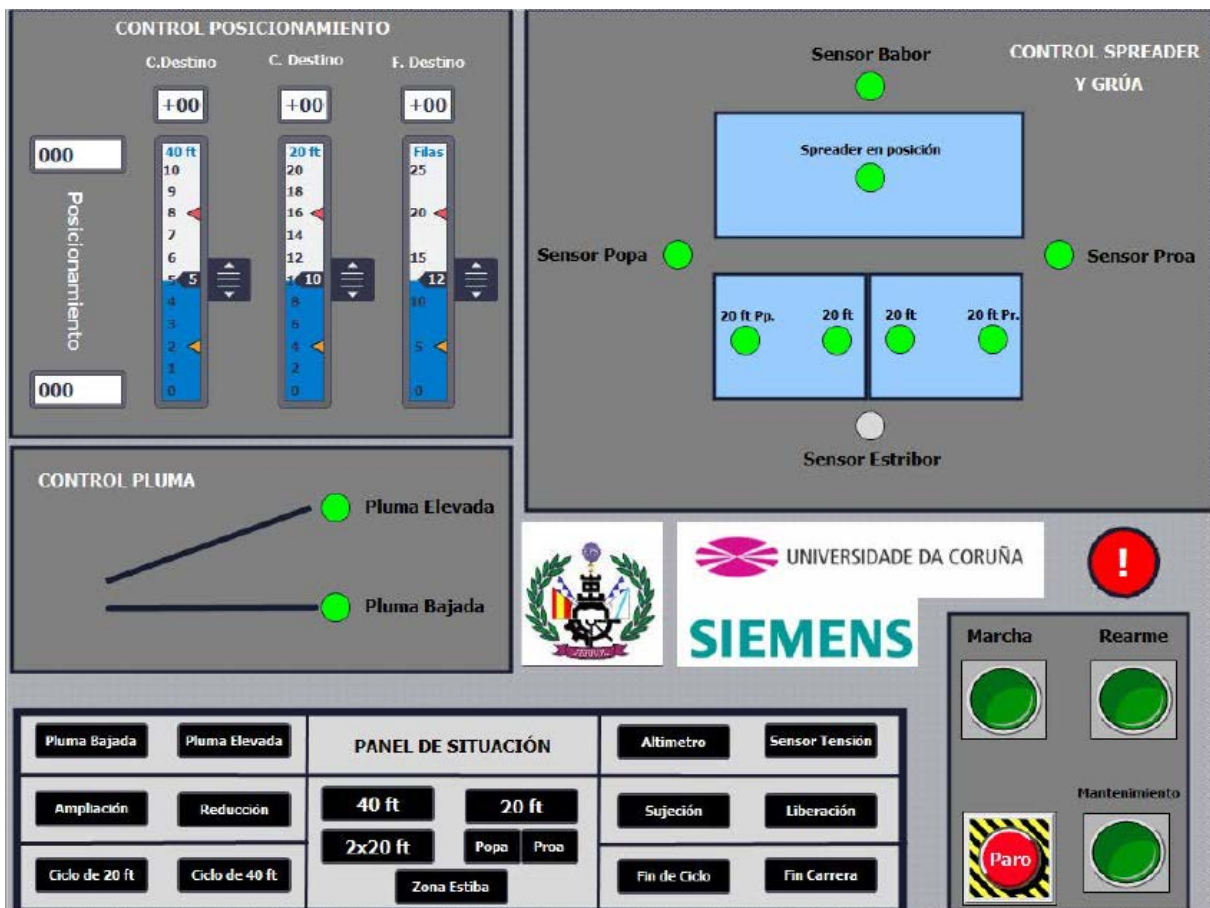 CONTROL POSICIONAMIENTO
C.Destino C. Destino F. Destino
+00 +00 +00
000
Posicionamiento
000
40 ft
10
9
8
7
6
5
5
4
3
2
1
0
20 ft
20
18
16
14
12
10
8
6
4
2
0
Filas
25
20
15
12
10
5
0
CONTROL SPREADER
Y GRÚA
Sensor Babor
Spreader en posición
Sensor Popa
Sensor Proa
20 ft Pp. 20 ft 20 ft 20 ft Pr.
Sensor Estribor
CONTROL PLUMA
Pluma Elevada
Pluma Bajada
UNIVERSIDADE DA CORUÑA
SIEMENS
!
Marcha Rearme
Mantenimiento
Paro
PANEL DE SITUACIÓN
Pluma Bajada Pluma Elevada
Ampliación Reducción
Ciclo de 20 ft Ciclo de 40 ft
40 ft 20 ft
2x20 ft Popa Proa
Zona Estiba
Altimetro Sensor Tensión
Sujeción Liberación
Fin de Ciclo Fin Carrera